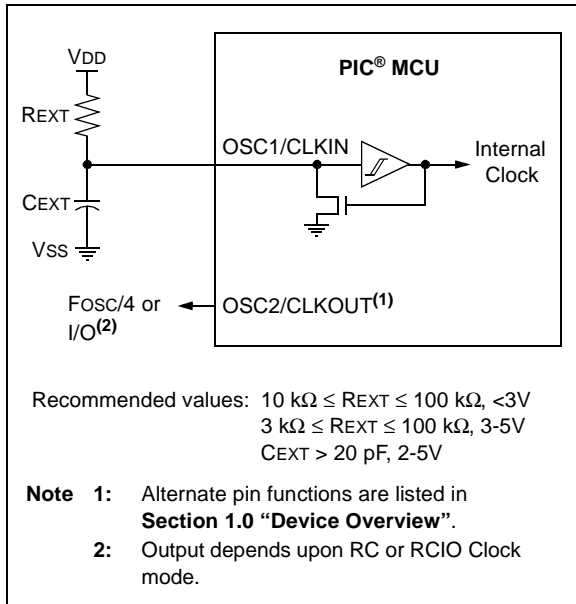 VDD
PIC® MCU
REXT
OSC1/CLKIN
Internal
Clock
CEXT
VSS
FOSC/4 or
I/O(2)
OSC2/CLKOUT(1)
Recommended values: 10 kΩ ≤ REXT ≤ 100 kΩ, <3V
3 kΩ ≤ REXT ≤ 100 kΩ, 3-5V
CEXT > 20 pF, 2-5V
Note 1: Alternate pin functions are listed in
Section 1.0 “Device Overview”.
2: Output depends upon RC or RCIO Clock
mode.